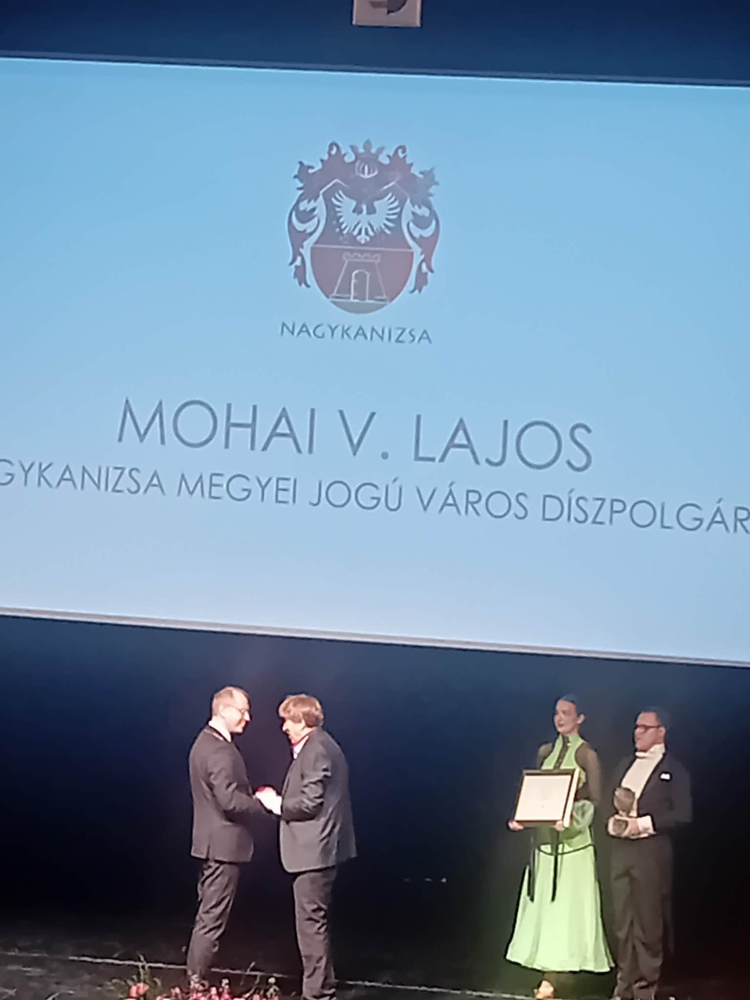 NAGYKANIZSA
MOHAI V. LAJOS
GYKANIZSA MEGYEI JOGÚ VÁROS DÍSZPOLGÁR